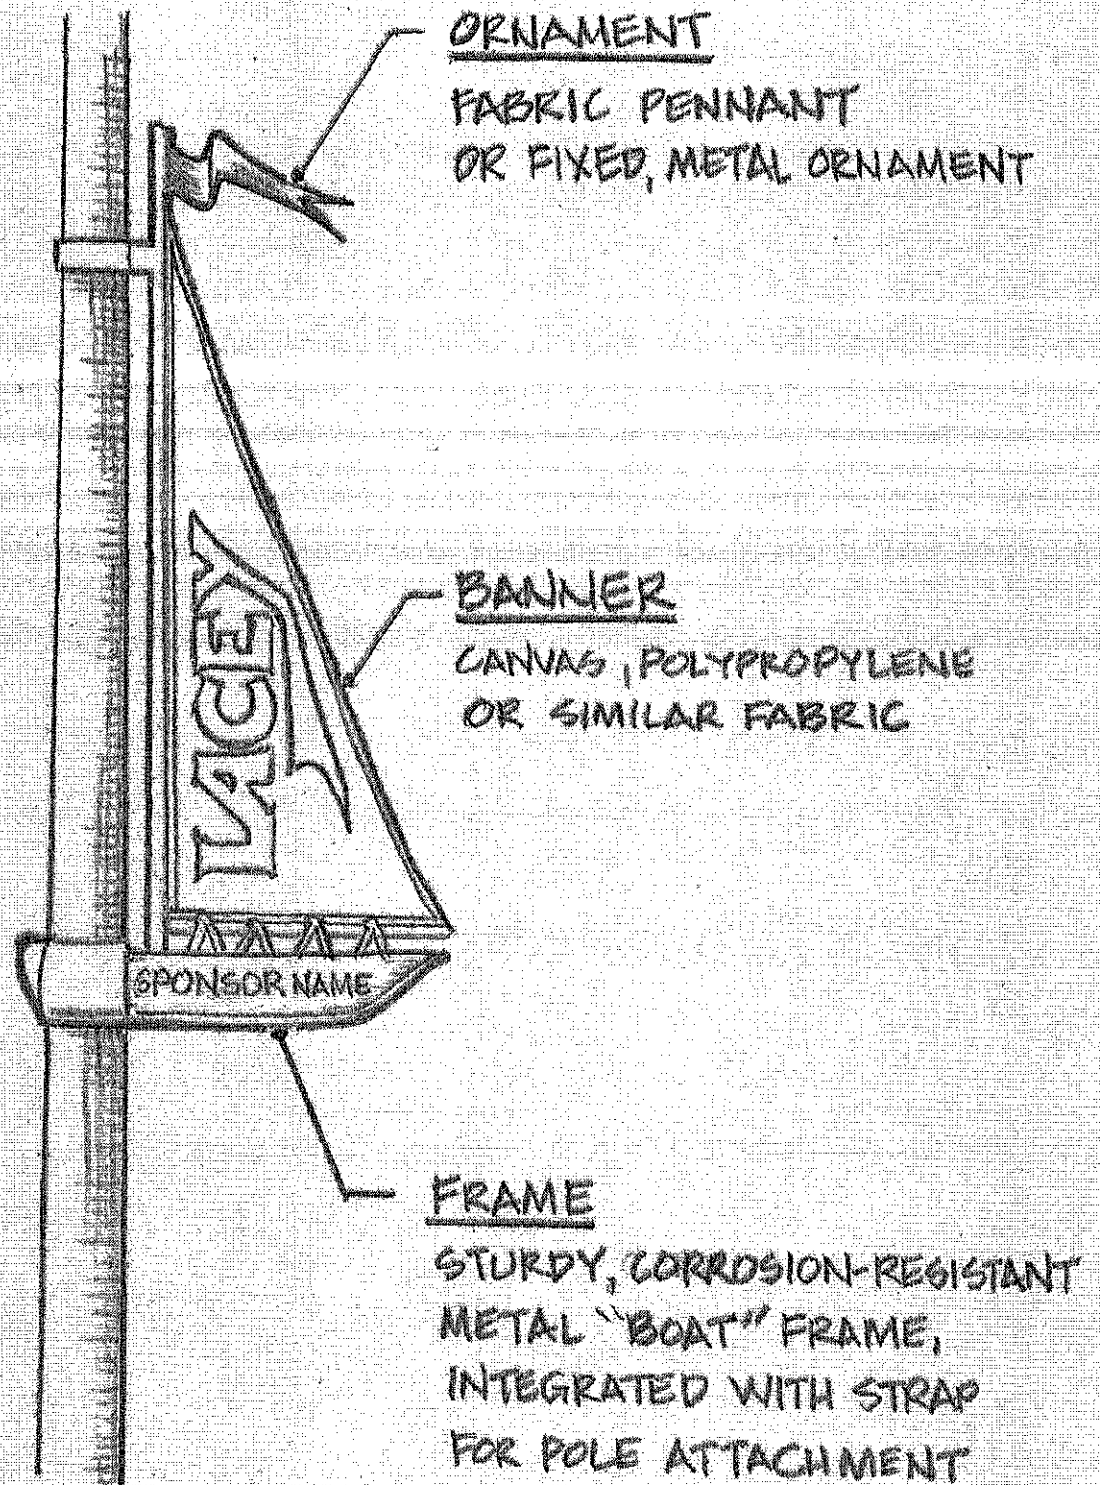 ORNAMENT
FABRIC PENNANT
OR FIXED, METAL ORNAMENT
LACEY
BANNER
CANVAS, POLYPROPYLENE
OR SIMILAR FABRIC
SPONSOR NAME
FRAME
STURDY, CORROSION-RESISTANT
METAL "BOAT" FRAME,
INTEGRATED WITH STRAP
FOR POLE ATTACHMENT